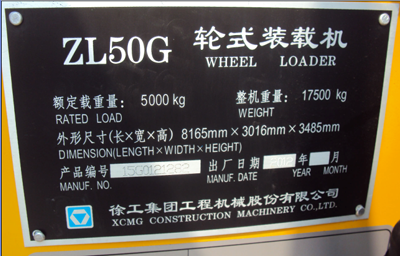 ZL50G 轮式装载机
WHEEL LOADER
额定载重量: 5000 kg 整机重量: 17500 kg
RATED LOAD WEIGHT
外形尺寸(长×宽×高) 8165mm×3016mm×3485mm
DIMENSION(LENGTH×WIDTH×HEIGHT)
产品编号 出厂日期 年 月
MANUF. NO. MANUF. DATE YEAR MONTH
徐工集团工程机械股份有限公司
XCMG CONSTRUCTION MACHINERY CO.,LTD.